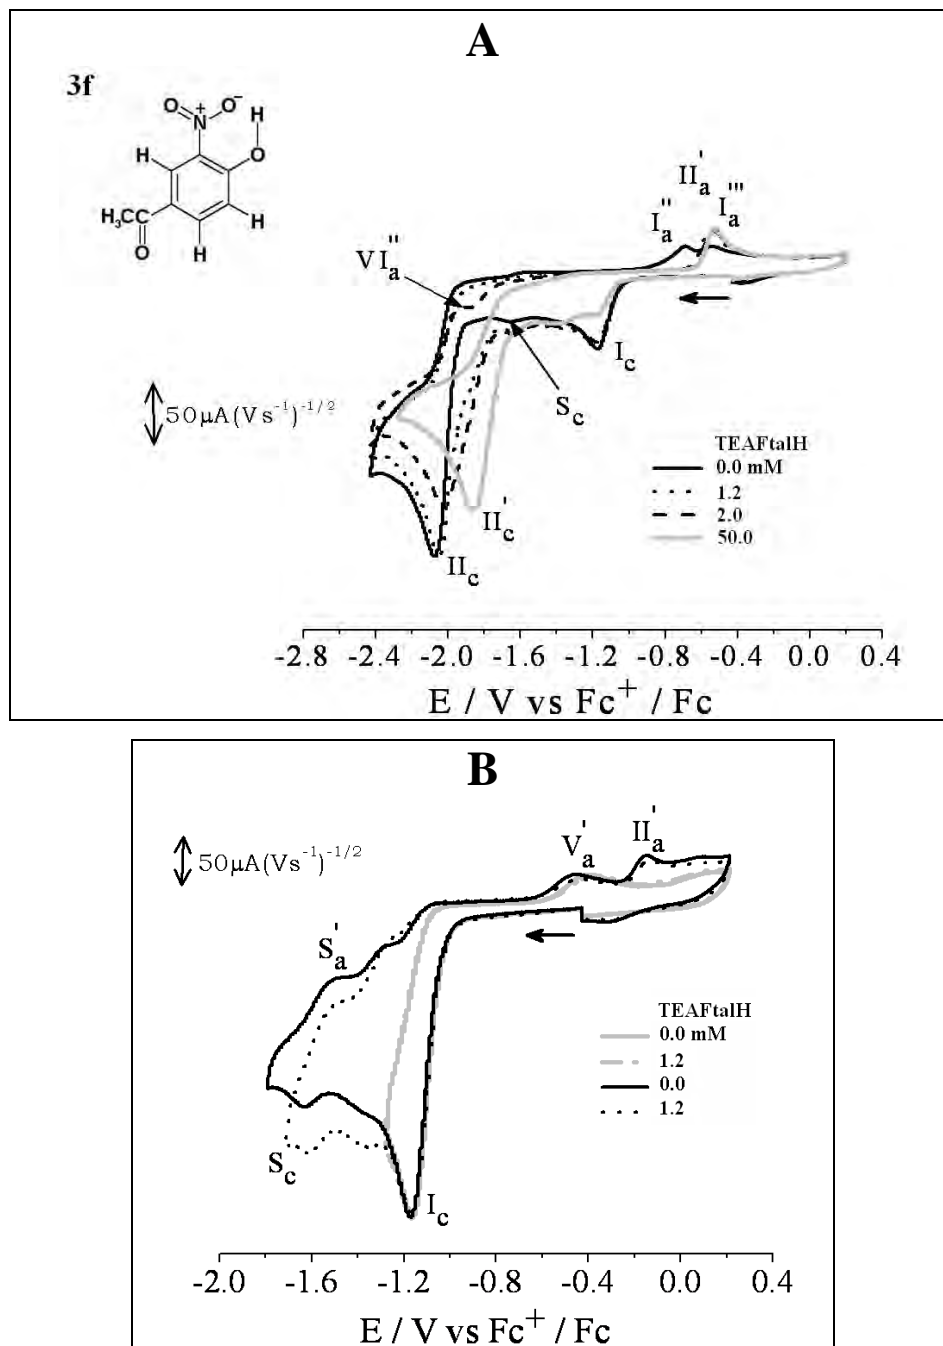 A
3f
O O⁻
N⁺ H
H O
H₃C C H
O H
II'a
I''a I'''a
VI''a
Ic
Sc
50μA(Vs⁻¹)⁻¹/²
TEAFtalH
0.0 mM
1.2
2.0
50.0
II'c
IIc
-2.8 -2.4 -2.0 -1.6 -1.2 -0.8 -0.4 0.0 0.4
E / V vs Fc⁺ / Fc
B
50μA(Vs⁻¹)⁻¹/²
V'a II'a
S'a
TEAFtalH
0.0 mM
1.2
0.0
1.2
Sc
Ic
-2.0 -1.6 -1.2 -0.8 -0.4 0.0 0.4
E / V vs Fc⁺ / Fc